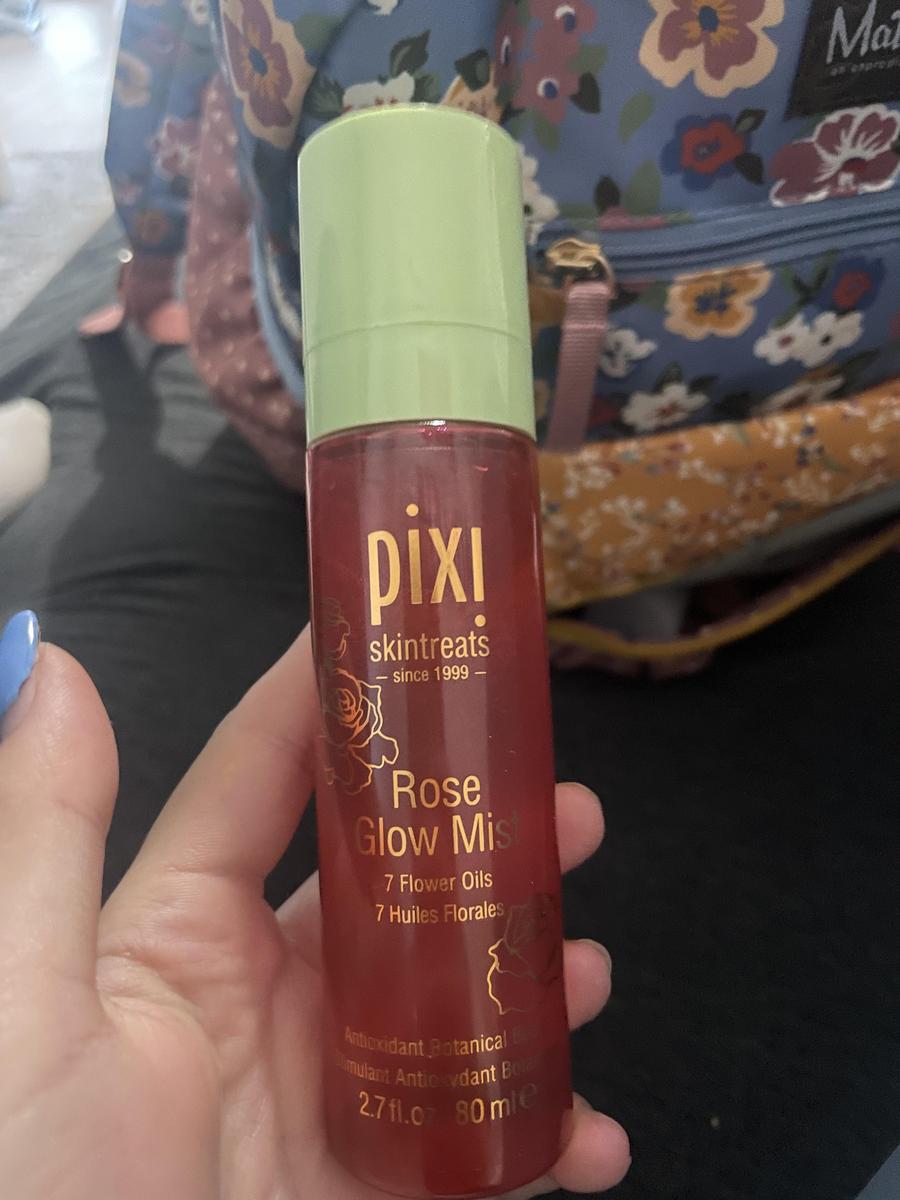 pixi
skintreats
– since 1999 –
Rose
Glow Mist
7 Flower Oils
7 Huiles Florales
Antioxidant Botanical
Antioxydant
2.7 fl.oz 80 ml e